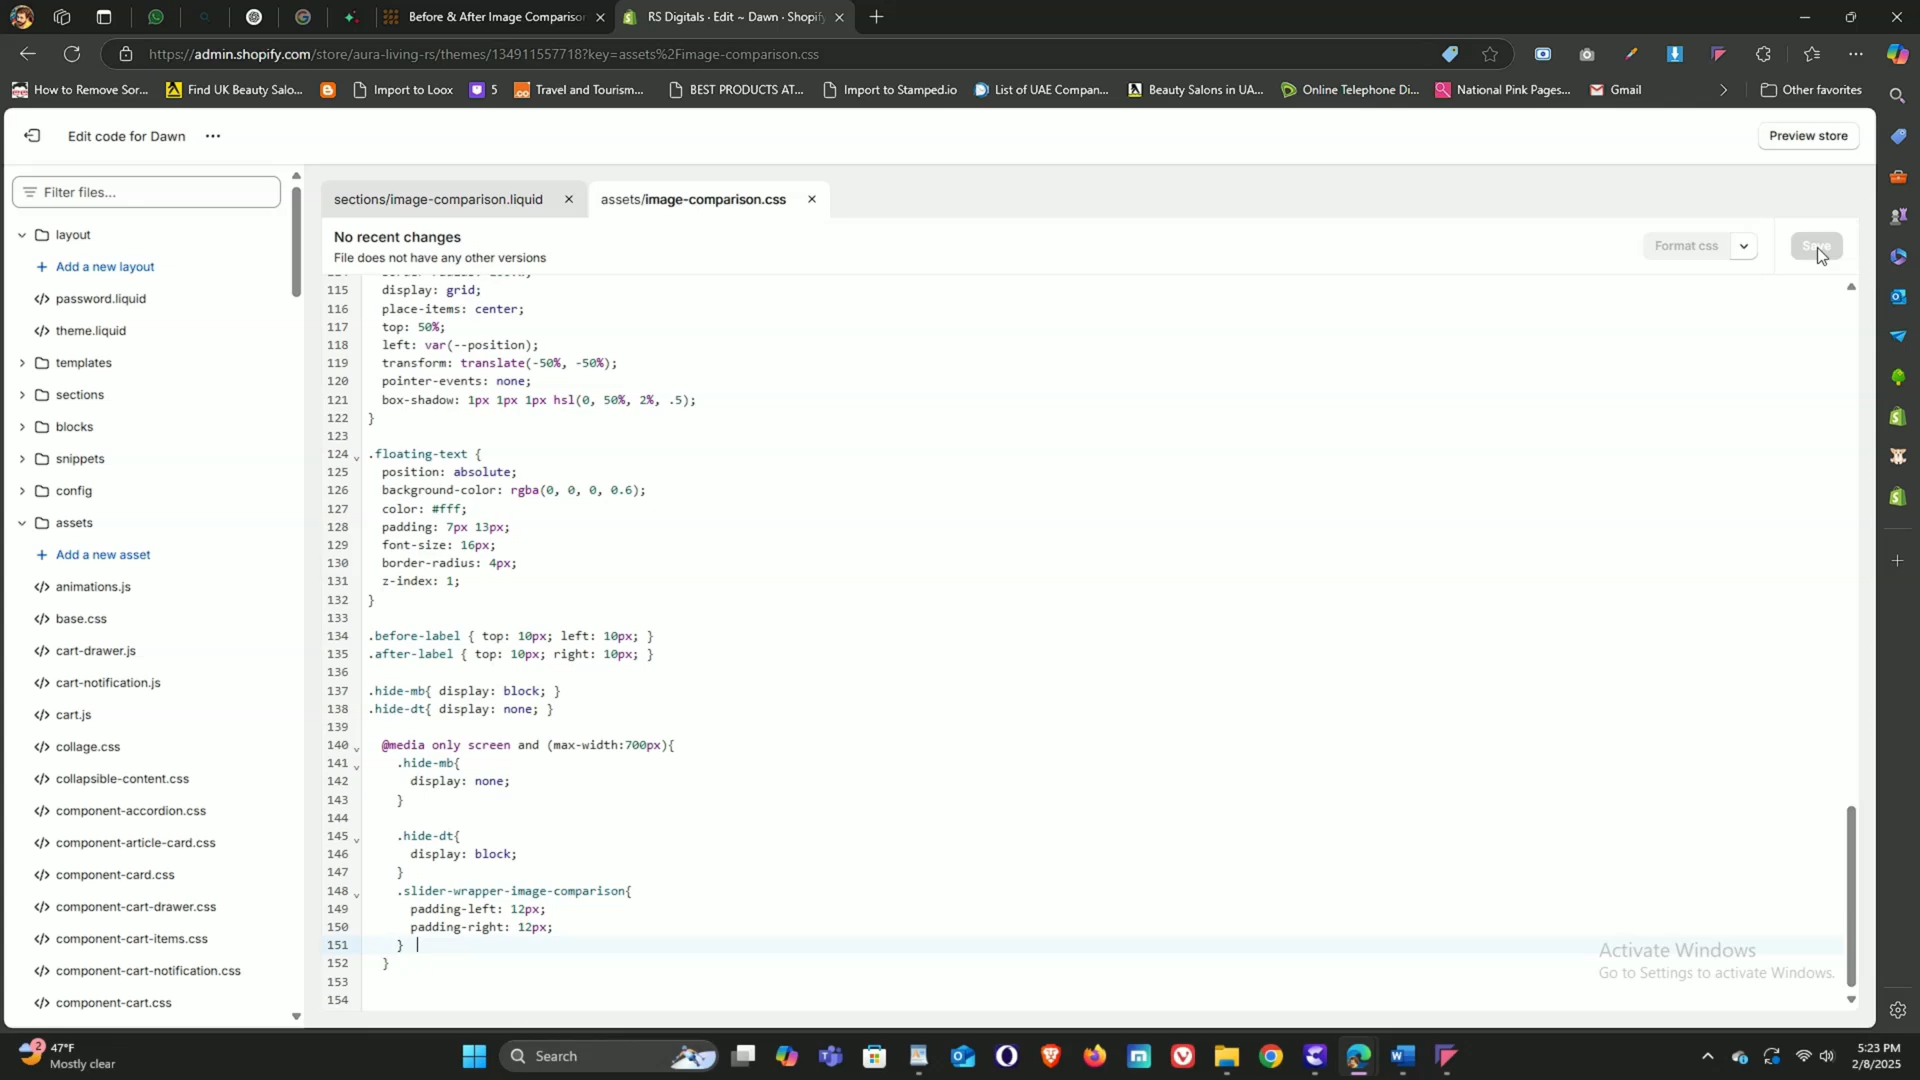 Before & After Image Comparison
RS Digitals · Edit ~ Dawn · Shopify
https://admin.shopify.com/store/aura-living-rs/themes/134911557718?key=assets%2Fimage-comparison.css
How to Remove Sor...
Find UK Beauty Salo...
Import to Loox
5
Travel and Tourism...
BEST PRODUCTS AT...
Import to Stamped.io
List of UAE Compan...
Beauty Salons in UA...
Online Telephone Di...
National Pink Pages...
Gmail
Other favorites
Edit code for Dawn
Preview store
Filter files...
layout
Add a new layout
password.liquid
theme.liquid
templates
sections
blocks
snippets
config
assets
Add a new asset
animations.js
base.css
cart-drawer.js
cart-notification.js
cart.js
collage.css
collapsible-content.css
component-accordion.css
component-article-card.css
component-card.css
component-cart-drawer.css
component-cart-items.css
component-cart-notification.css
component-cart.css
sections/image-comparison.liquid
assets/image-comparison.css
No recent changes
File does not have any other versions
Format css
Save
115 display: grid;
116 place-items: center;
117 top: 50%;
118 left: var(--position);
119 transform: translate(-50%, -50%);
120 pointer-events: none;
121 box-shadow: 1px 1px 1px hsl(0, 50%, 2%, .5);
122 }
123
124 .floating-text {
125 position: absolute;
126 background-color: rgba(0, 0, 0, 0.6);
127 color: #fff;
128 padding: 7px 13px;
129 font-size: 16px;
130 border-radius: 4px;
131 z-index: 1;
132 }
133
134 .before-label { top: 10px; left: 10px; }
135 .after-label { top: 10px; right: 10px; }
136
137 .hide-mb{ display: block; }
138 .hide-dt{ display: none; }
139
140 @media only screen and (max-width:700px){
141 .hide-mb{
142 display: none;
143 }
144
145 .hide-dt{
146 display: block;
147 }
148 .slider-wrapper-image-comparison{
149 padding-left: 12px;
150 padding-right: 12px;
151 }
152 }
153
154
Activate Windows
Go to Settings to activate Windows.
2
47°F
Mostly clear
Search
5:23 PM
2/8/2025